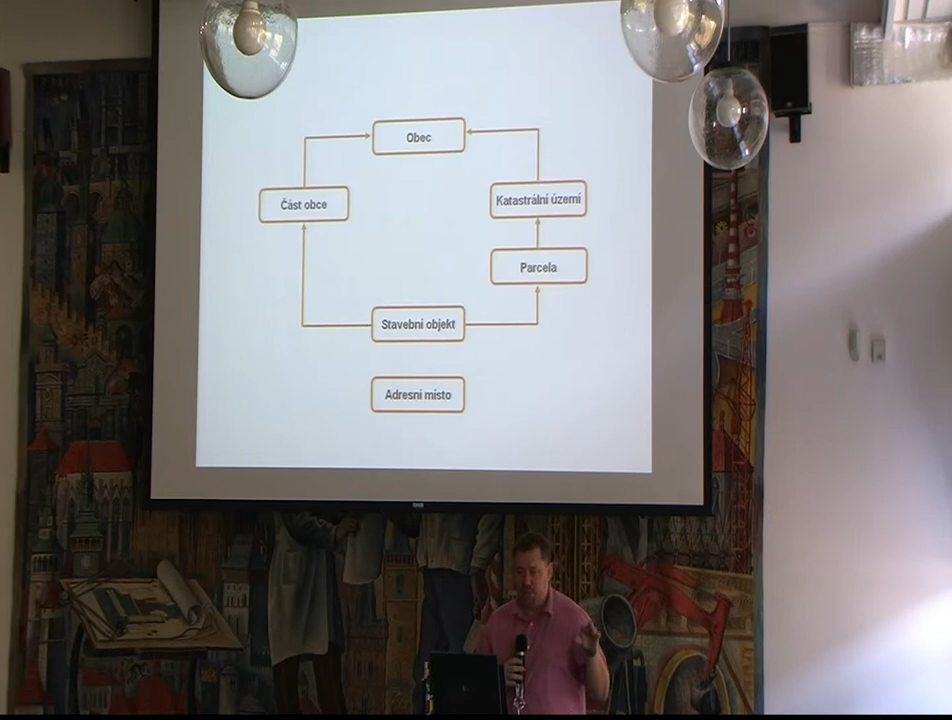 Obec
Část obce
Katastrální území
Parcela
Stavební objekt
Adresní místo